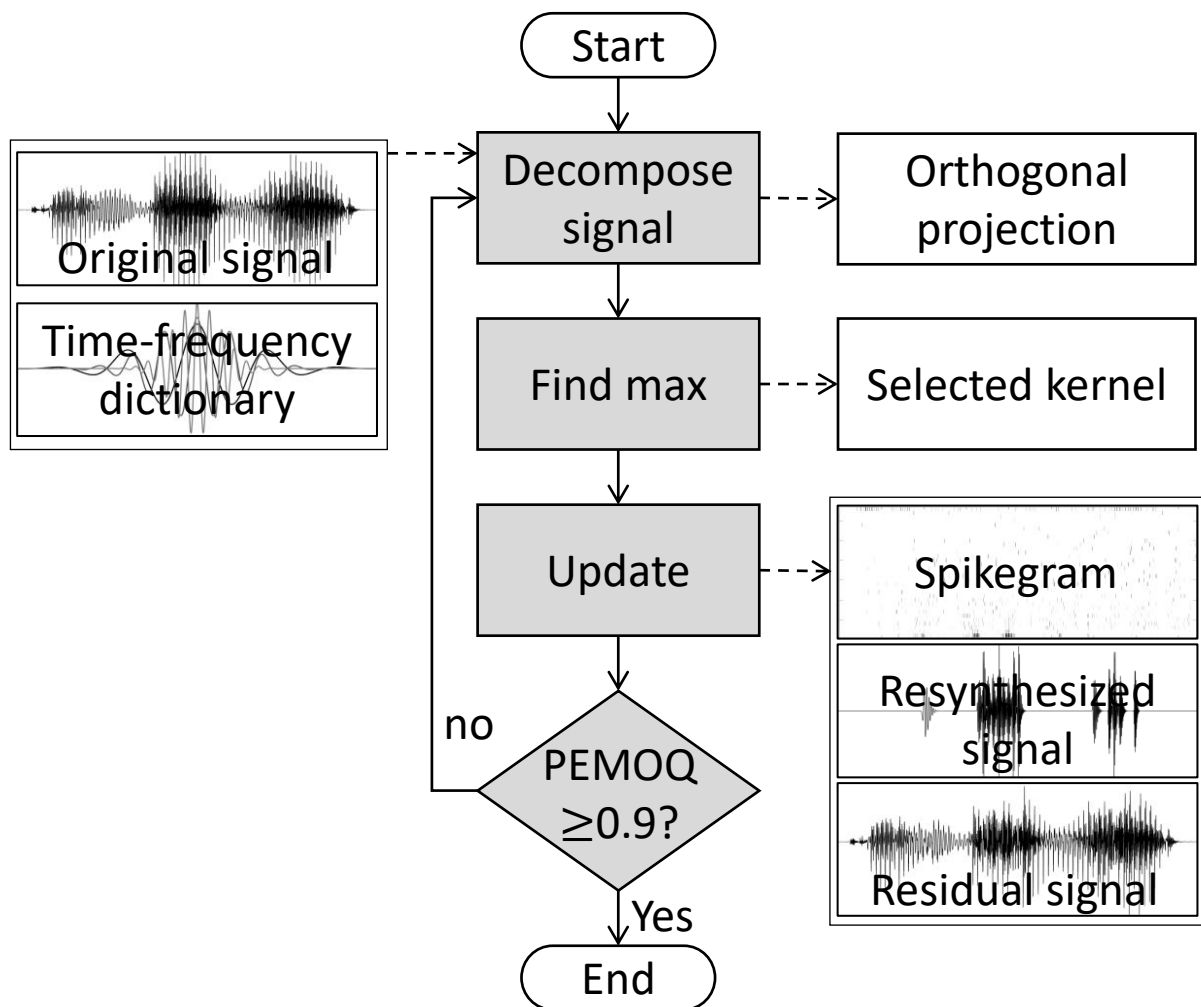 Start
Original signal
Time-frequency
dictionary
Decompose
signal
Orthogonal
projection
Find max
Selected kernel
Update
Spikegram
Resynthesized
signal
Residual signal
no
PEMOQ
≥0.9?
Yes
End